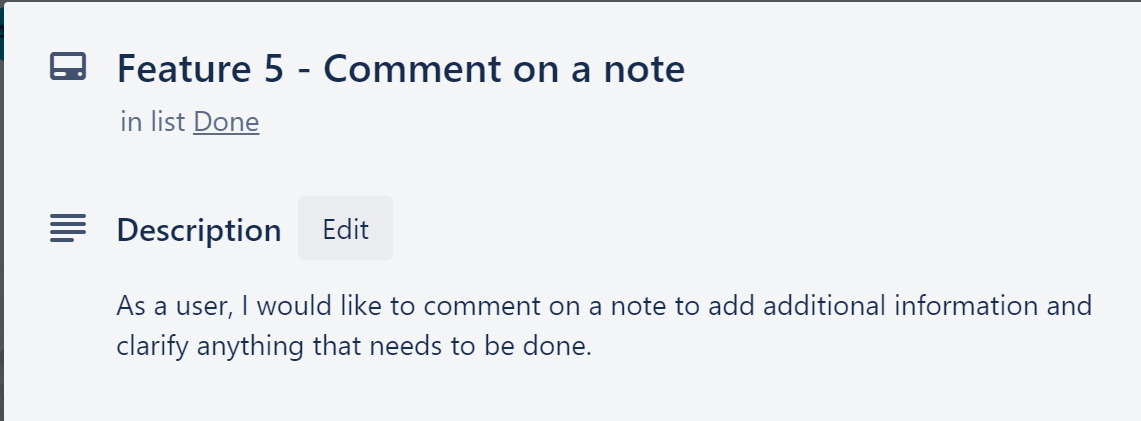 Feature 5 - Comment on a note
in list Done
Description Edit
As a user, I would like to comment on a note to add additional information and
clarify anything that needs to be done.